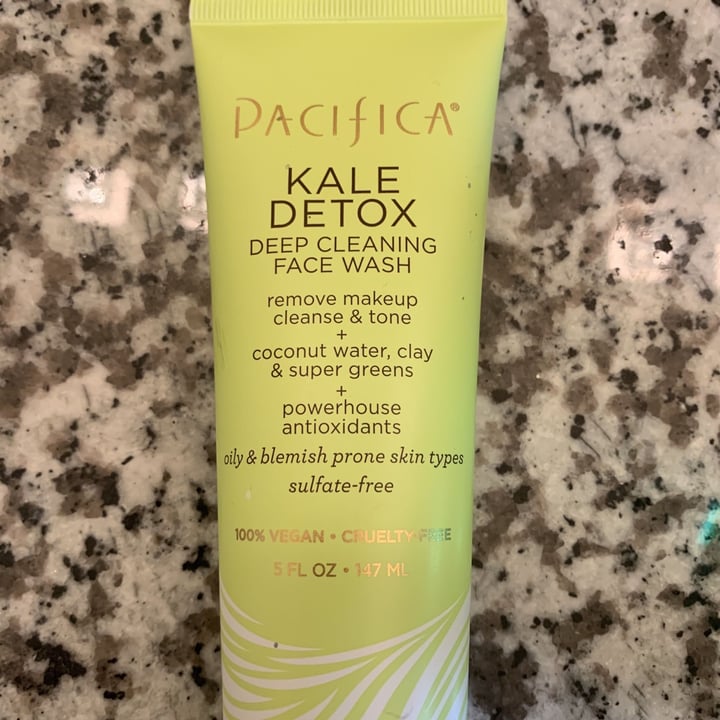 PACIFICA®
KALE
DETOX
DEEP CLEANING
FACE WASH
remove makeup
cleanse & tone
+
coconut water, clay
& super greens
+
powerhouse
antioxidants
oily & blemish prone skin types
sulfate-free
100% VEGAN • CRUELTY-FREE
5 FL OZ • 147 ML